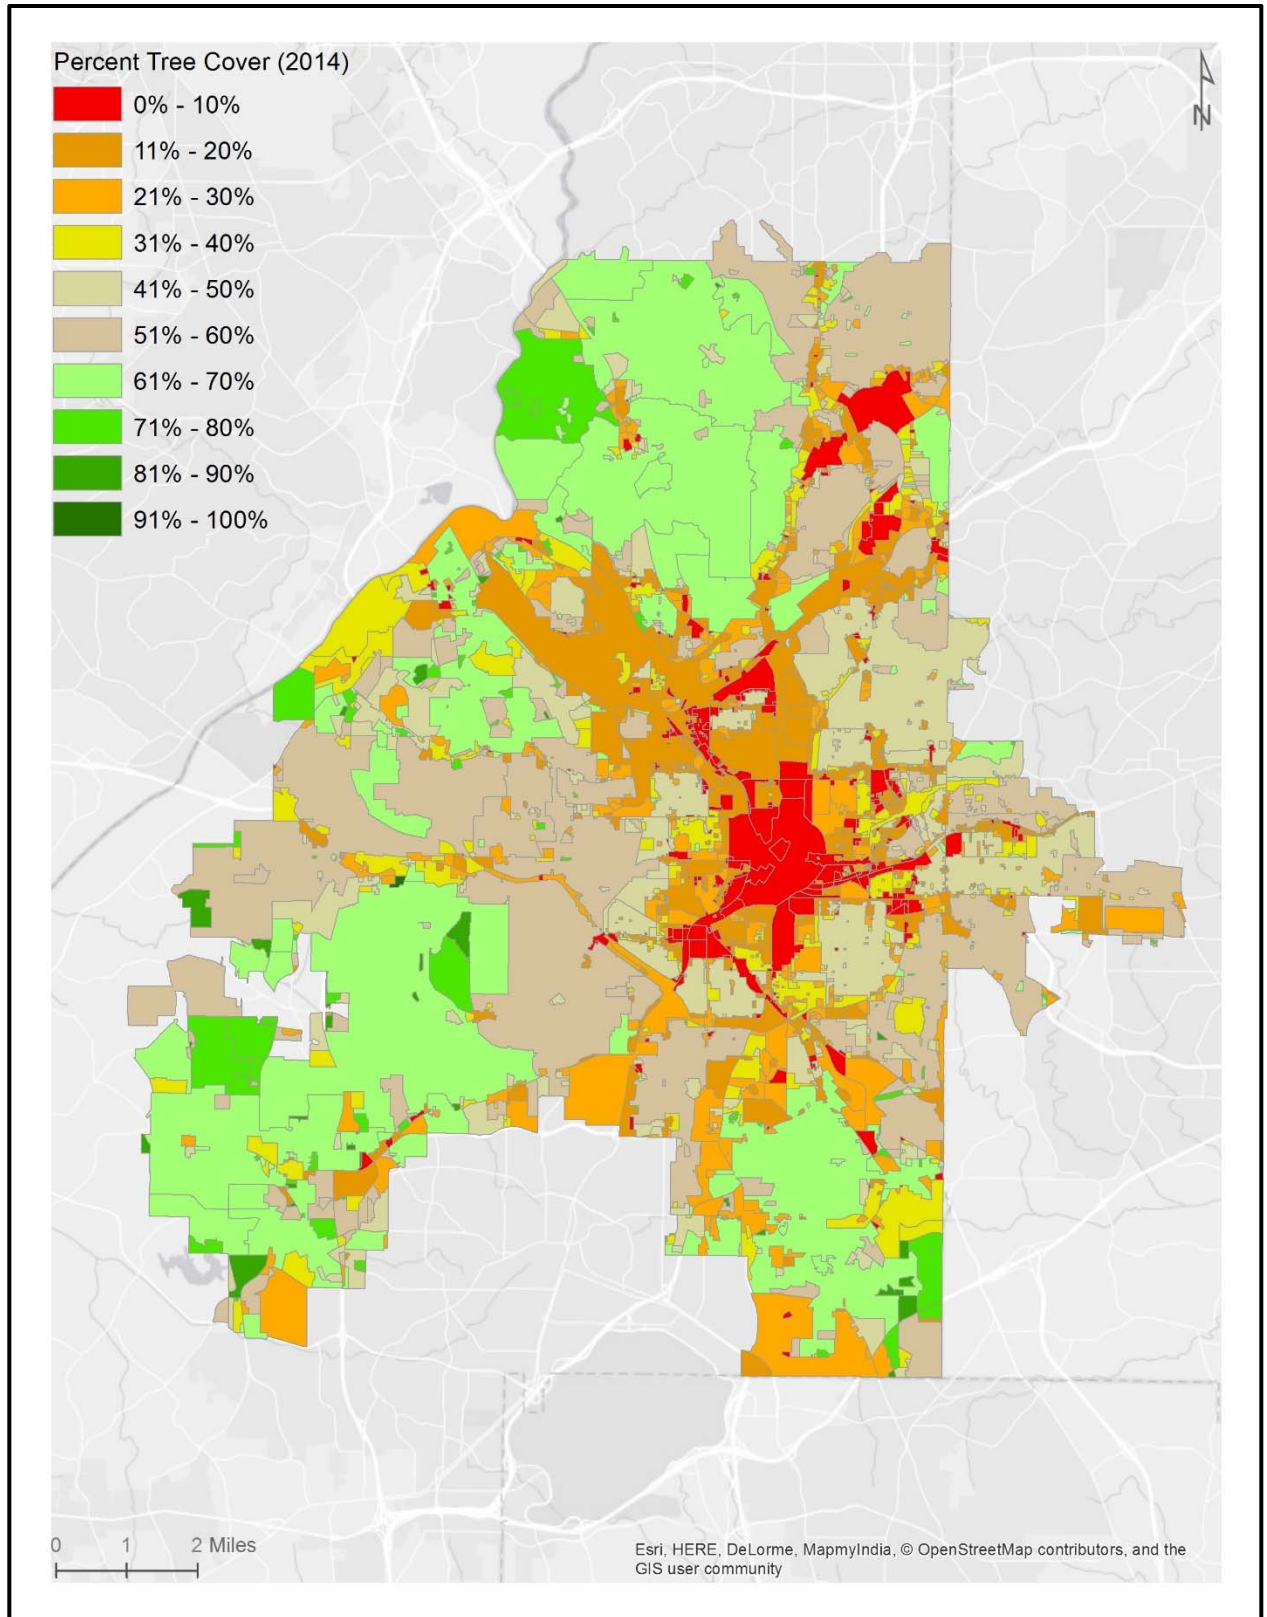 Percent Tree Cover (2014)
0% - 10%
11% - 20%
21% - 30%
31% - 40%
41% - 50%
51% - 60%
61% - 70%
71% - 80%
81% - 90%
91% - 100%
N
0 1 2 Miles
Esri, HERE, DeLorme, MapmyIndia, © OpenStreetMap contributors, and the
GIS user community